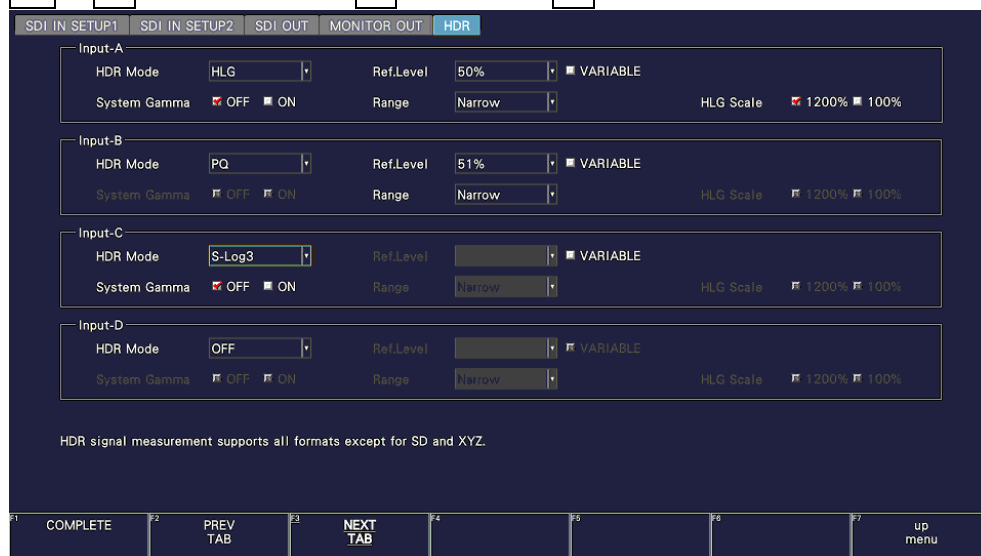 SDI IN SETUP1 SDI IN SETUP2 SDI OUT MONITOR OUT HDR
Input-A
HDR Mode HLG Ref.Level 50% VARIABLE
System Gamma OFF ON Range Narrow HLG Scale 1200% 100%
Input-B
HDR Mode PQ Ref.Level 51% VARIABLE
System Gamma OFF ON Range Narrow HLG Scale 1200% 100%
Input-C
HDR Mode S-Log3 Ref.Level VARIABLE
System Gamma OFF ON Range Narrow HLG Scale 1200% 100%
Input-D
HDR Mode OFF Ref.Level VARIABLE
System Gamma OFF ON Range Narrow HLG Scale 1200% 100%
HDR signal measurement supports all formats except for SD and XYZ.
F1 COMPLETE F2 PREV TAB F3 NEXT TAB F4 F5 F6 F7 up menu